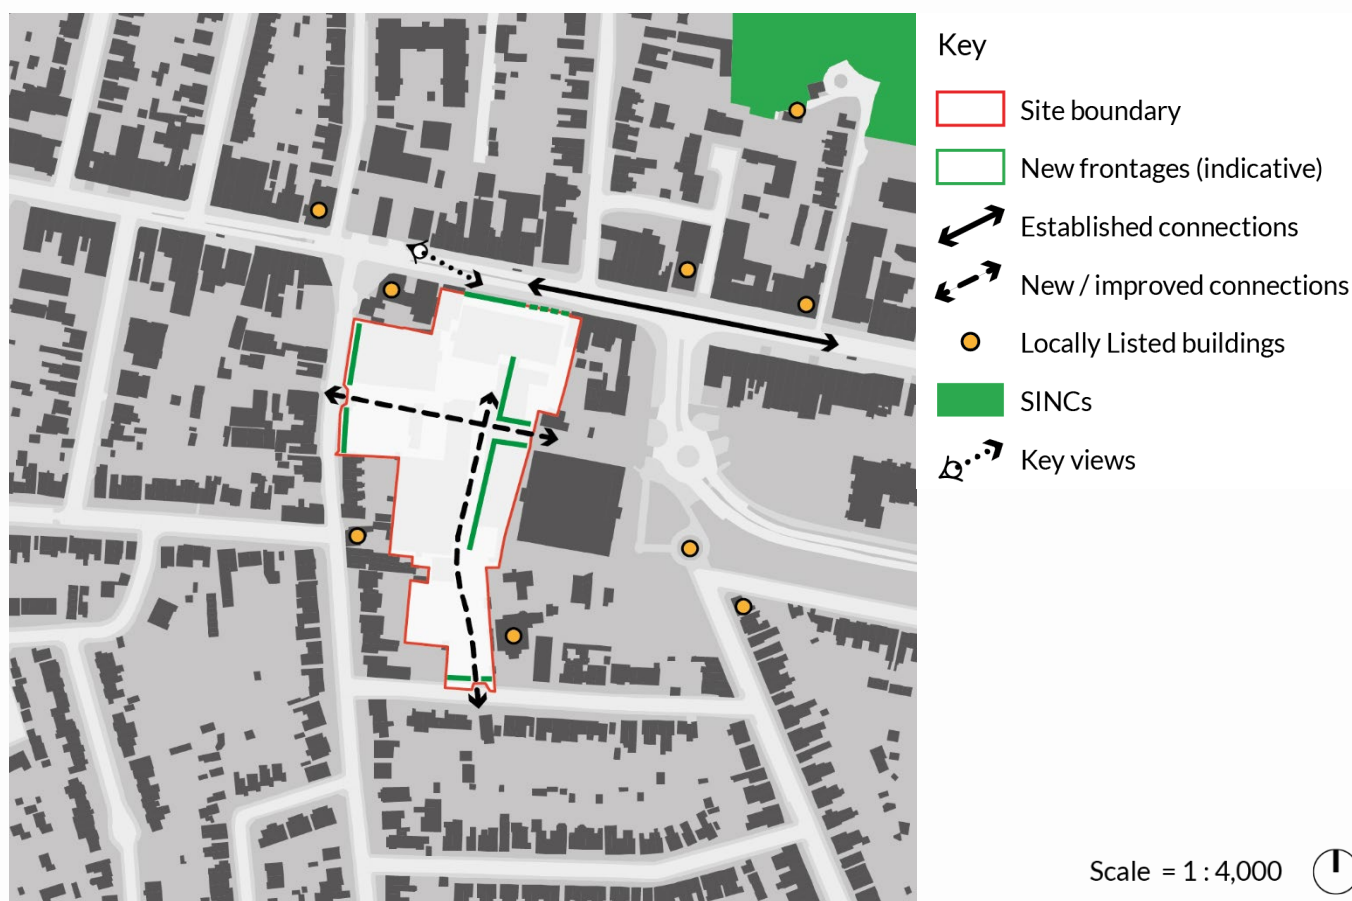 Key
Site boundary
New frontages (indicative)
Established connections
New / improved connections
Locally Listed buildings
SINCs
Key views
Scale = 1 : 4,000